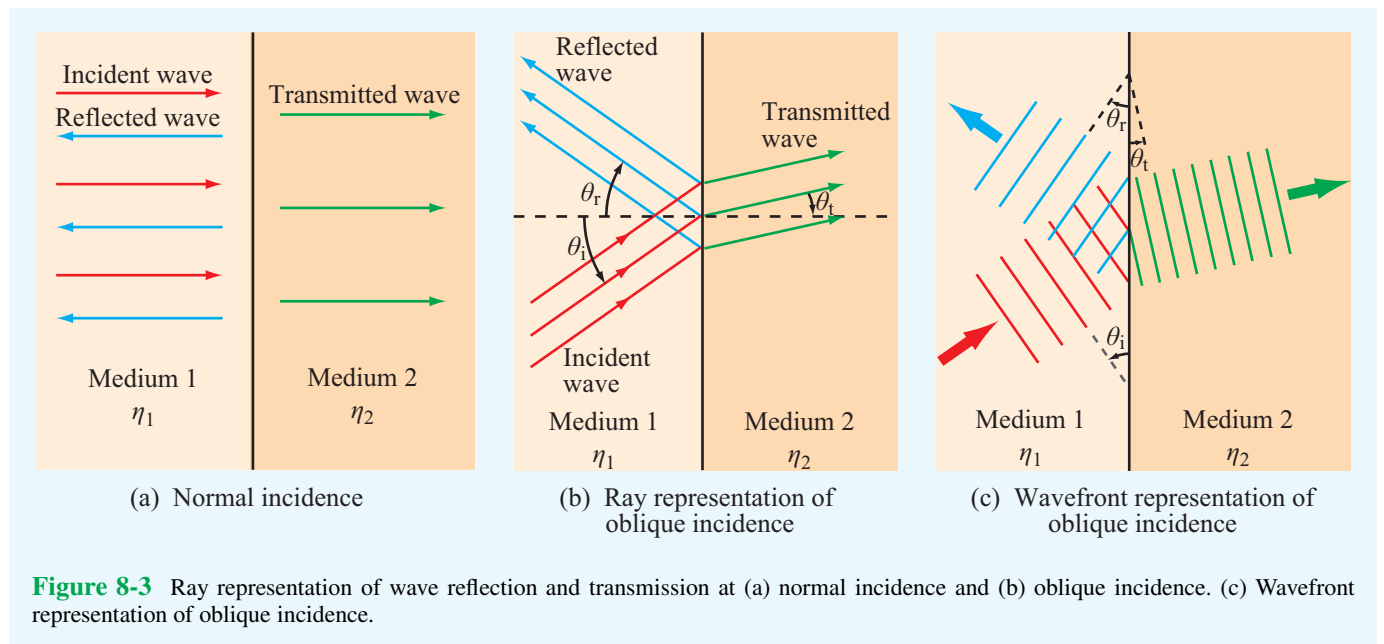 Incident wave
Reflected wave
Transmitted wave
Medium 1
η1
Medium 2
η2
(a) Normal incidence
Reflected
wave
Transmitted
wave
θr
θt
θi
Incident
wave
Medium 1
η1
Medium 2
η2
(b) Ray representation of
oblique incidence
θr
θt
θi
Medium 1
η1
Medium 2
η2
(c) Wavefront representation of
oblique incidence
Figure 8-3 Ray representation of wave reflection and transmission at (a) normal incidence and (b) oblique incidence. (c) Wavefront
representation of oblique incidence.